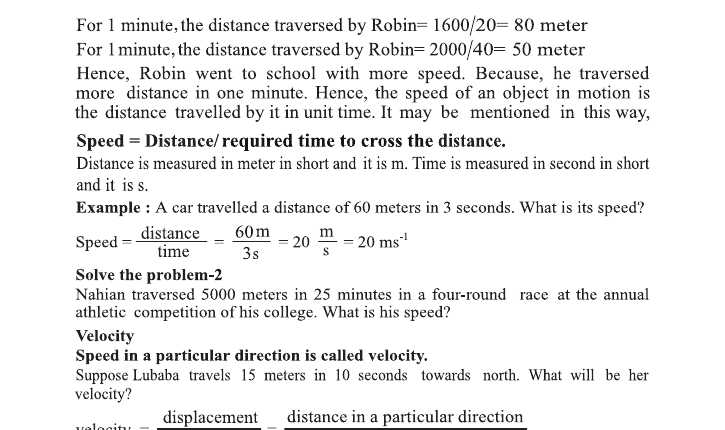 For 1 minute, the distance traversed by Robin= 1600/20= 80 meter
For 1 minute, the distance traversed by Robin= 2000/40= 50 meter
Hence, Robin went to school with more speed. Because, he traversed
more distance in one minute. Hence, the speed of an object in motion is
the distance travelled by it in unit time. It may be mentioned in this way,
Speed = Distance/ required time to cross the distance.
Distance is measured in meter in short and it is m. Time is measured in second in short
and it is s.
Example : A car travelled a distance of 60 meters in 3 seconds. What is its speed?
Speed = distance/time = 60 m/3 s = 20 m/s = 20 ms⁻¹
Solve the problem-2
Nahian traversed 5000 meters in 25 minutes in a four-round race at the annual
athletic competition of his college. What is his speed?
Velocity
Speed in a particular direction is called velocity.
Suppose Lubaba travels 15 meters in 10 seconds towards north. What will be her
velocity?
velocity = displacement = distance in a particular direction